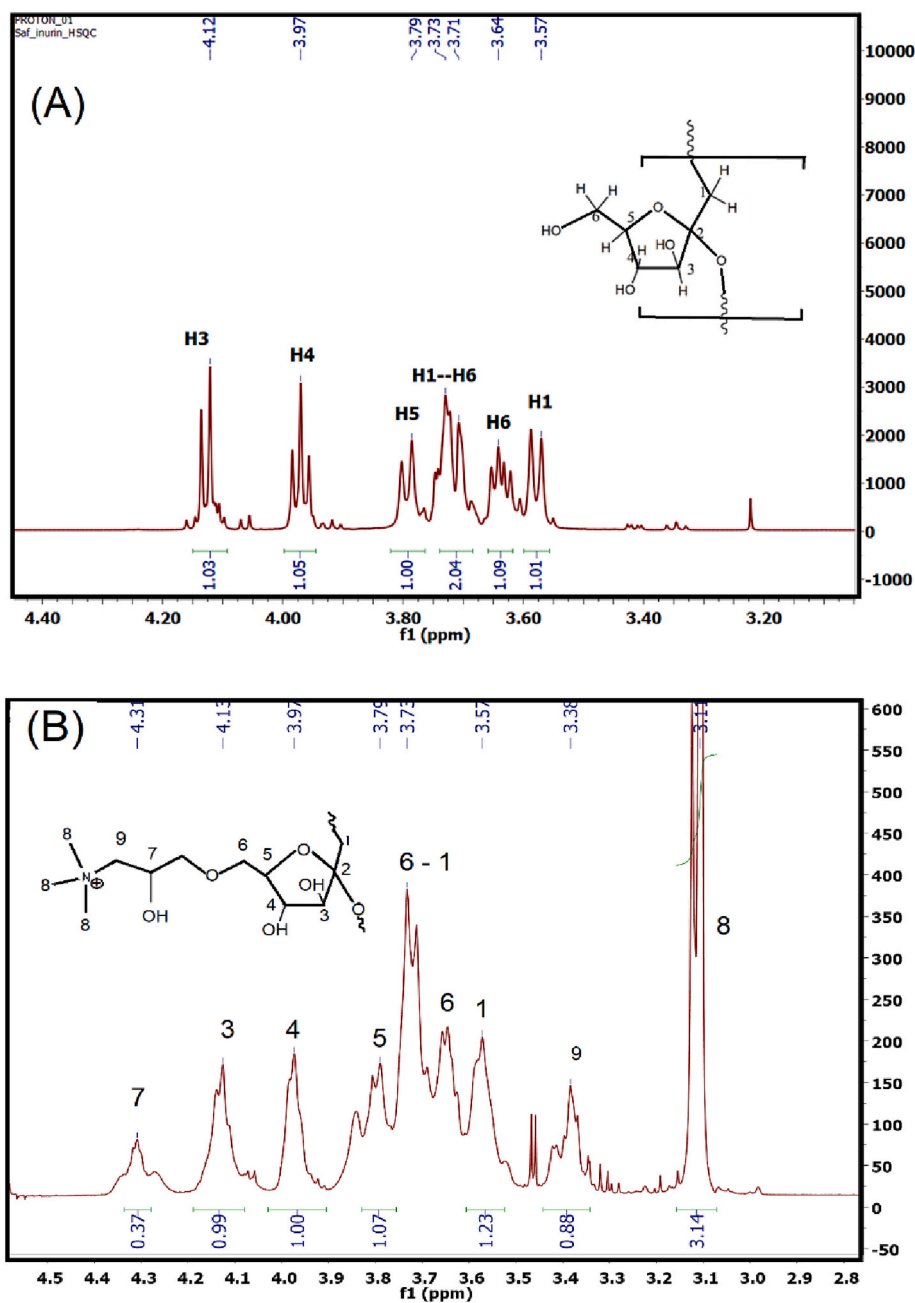 PROTON_01
Saf_inurin_HSQC
4.12
3.97
3.79
3.73
3.71
3.64
3.57
(A)
10000
9000
8000
7000
6000
5000
4000
3000
2000
1000
0
-1000
H H
6
HO
O
5
H
4
H
HO
HO
3
H
2
1
H
H
O
H3
H4
H5
H1--H6
H6
H1
1.03
1.05
1.00
2.04
1.09
1.01
4.40 4.20 4.00 3.80 3.60 3.40 3.20
f1 (ppm)
(B)
4.31
4.13
3.97
3.79
3.73
3.57
3.38
3.11
600
550
500
450
400
350
300
250
200
150
100
50
0
-50
8
8
8
N
⊕
9
7
OH
O
6
5
O
4
OH
OH
3
2
1
O
7
3
4
5
6 - 1
6
1
9
8
0.37
0.99
1.00
1.07
1.23
0.88
3.14
4.5 4.4 4.3 4.2 4.1 4.0 3.9 3.8 3.7 3.6 3.5 3.4 3.3 3.2 3.1 3.0 2.9 2.8
f1 (ppm)